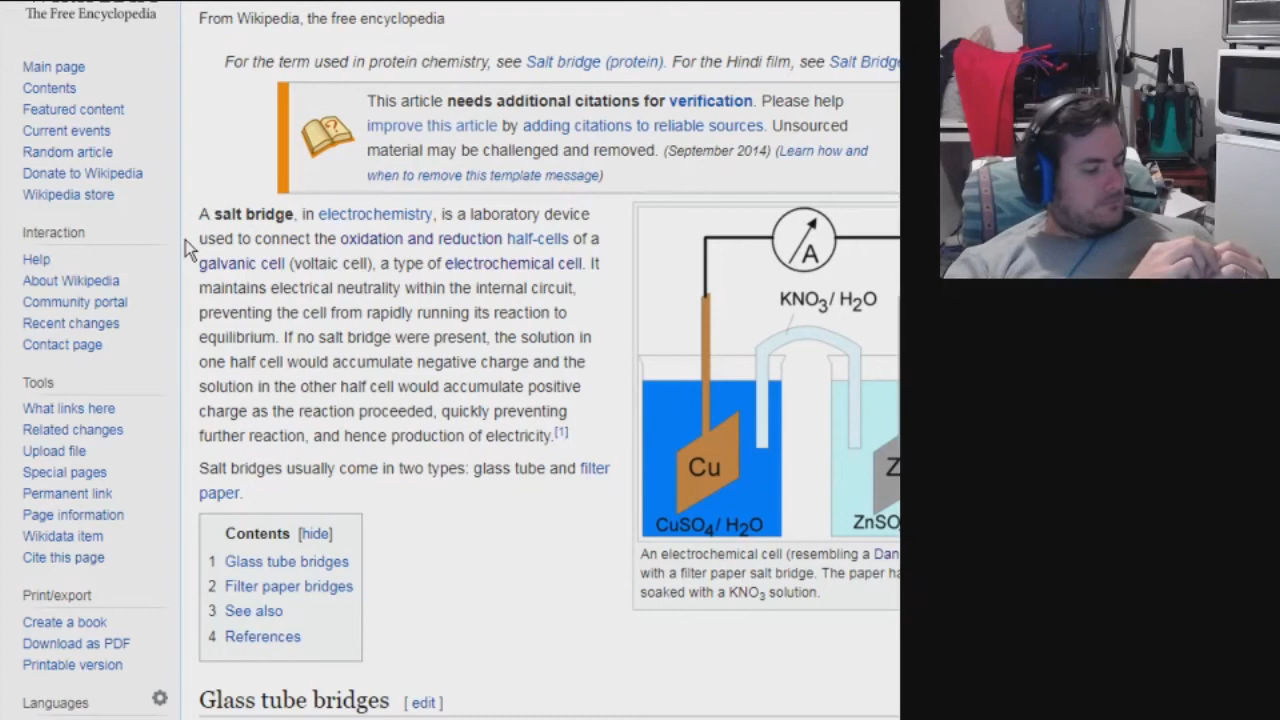 The Free Encyclopedia
Main page
Contents
Featured content
Current events
Random article
Donate to Wikipedia
Wikipedia store
Interaction
Help
About Wikipedia
Community portal
Recent changes
Contact page
Tools
What links here
Related changes
Upload file
Special pages
Permanent link
Page information
Wikidata item
Cite this page
Print/export
Create a book
Download as PDF
Printable version
Languages
From Wikipedia, the free encyclopedia
For the term used in protein chemistry, see Salt bridge (protein). For the Hindi film, see Salt Bridge
This article needs additional citations for verification. Please help
improve this article by adding citations to reliable sources. Unsourced
material may be challenged and removed. (September 2014) (Learn how and
when to remove this template message)
A salt bridge, in electrochemistry, is a laboratory device
used to connect the oxidation and reduction half-cells of a
galvanic cell (voltaic cell), a type of electrochemical cell. It
maintains electrical neutrality within the internal circuit,
preventing the cell from rapidly running its reaction to
equilibrium. If no salt bridge were present, the solution in
one half cell would accumulate negative charge and the
solution in the other half cell would accumulate positive
charge as the reaction proceeded, quickly preventing
further reaction, and hence production of electricity.[1]
Salt bridges usually come in two types: glass tube and filter
paper.
Contents [hide]
1 Glass tube bridges
2 Filter paper bridges
3 See also
4 References
Glass tube bridges [ edit ]
A
KNO3/ H2O
Cu
Z
CuSO4/ H2O
ZnSO
An electrochemical cell (resembling a Dan
with a filter paper salt bridge. The paper ha
soaked with a KNO3 solution.